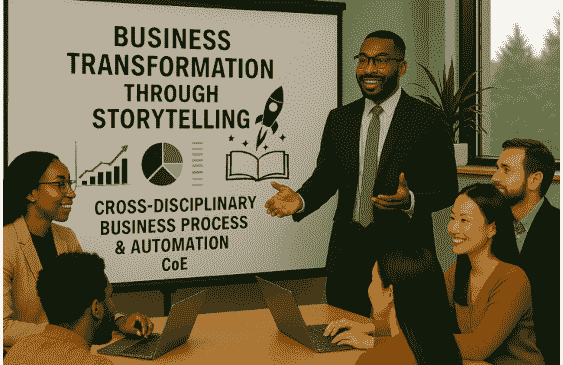 BUSINESS
TRANSFORMATION
THROUGH
STORYTELLING
CROSS-DISCIPLINARY
BUSINESS PROCESS
& AUTOMATION
CoE